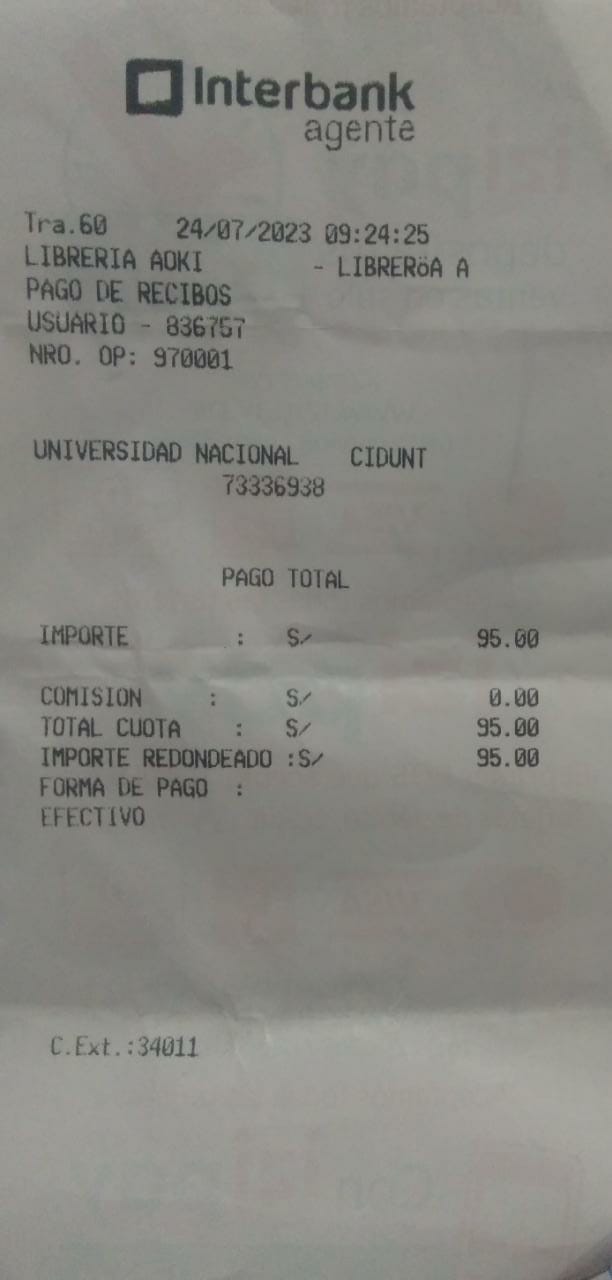 Interbank
agente
Tra.60 24/07/2023 09:24:25
LIBRERIA AOKI - LIBRERöA A
PAGO DE RECIBOS
USUARIO - 836757
NRO. OP: 970001
UNIVERSIDAD NACIONAL CIDUNT
73336938
PAGO TOTAL
IMPORTE : S/ 95.00
COMISION : S/ 0.00
TOTAL CUOTA : S/ 95.00
IMPORTE REDONDEADO :S/ 95.00
FORMA DE PAGO :
EFECTIVO
C.Ext.:34011